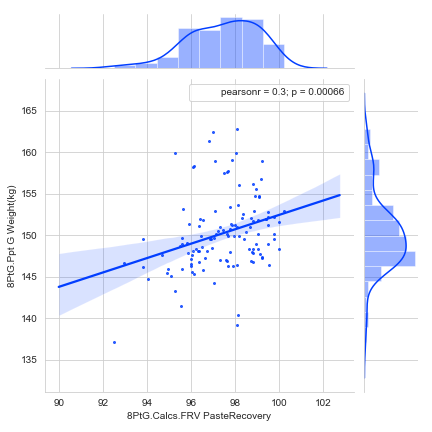 pearsonr = 0.3; p = 0.00066
165
160
155
150
145
140
135
8PtG.Ppt G Weight(kg)
90 92 94 96 98 100 102
8PtG.Calcs.FRV PasteRecovery